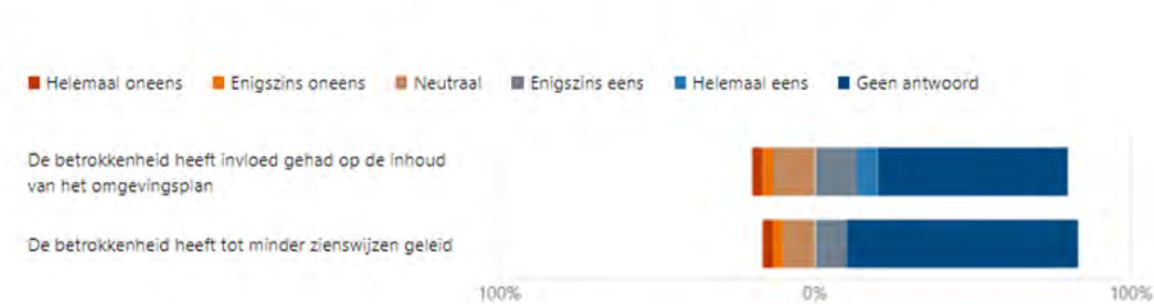 Helemaal oneens Enigszins oneens Neutraal Enigszins eens Helemaal eens Geen antwoord
De betrokkenheid heeft invloed gehad op de inhoud
van het omgevingsplan
De betrokkenheid heeft tot minder zienswijzen geleid
100% 0% 100%